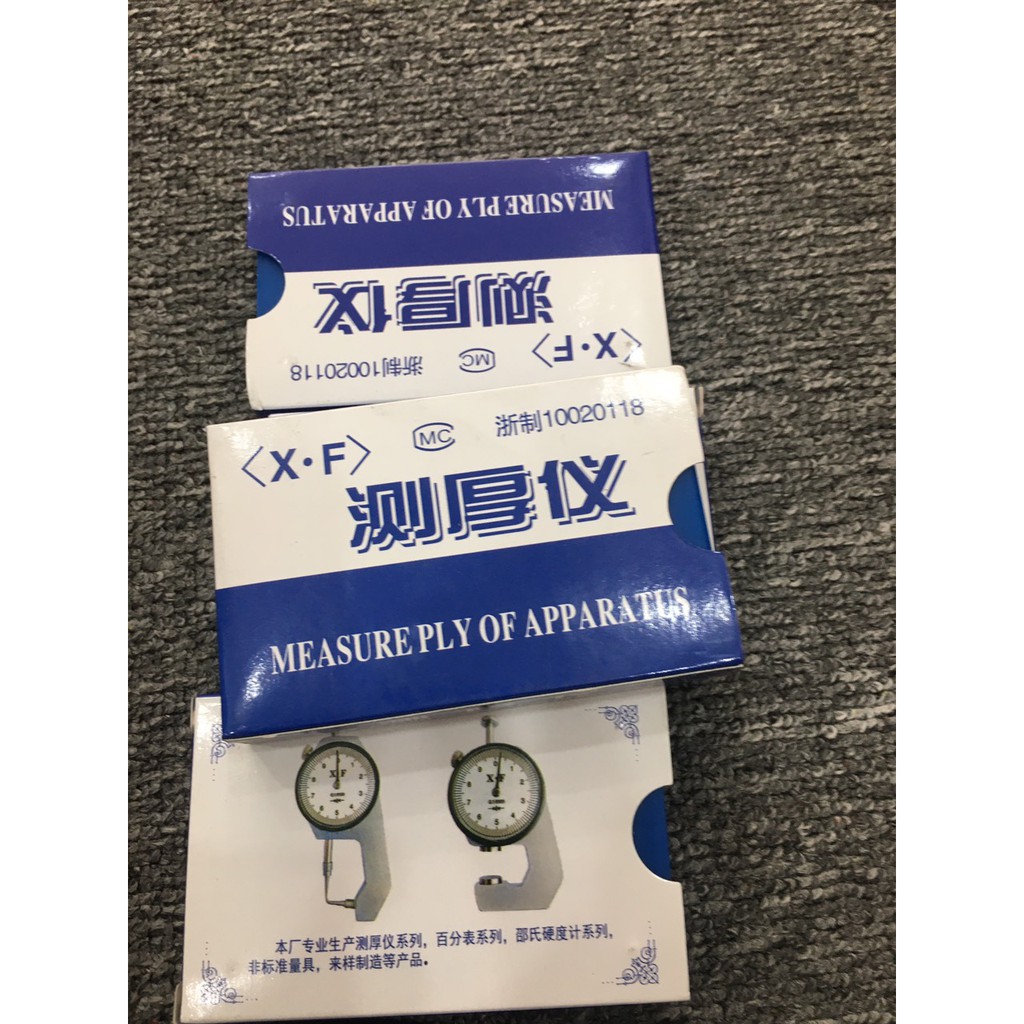 MEASURE PLY OF APPARATUS
测厚仪
<X·F> MC 浙制10020118
<X·F> MC 浙制10020118
测厚仪
MEASURE PLY OF APPARATUS
X·F
X·F
本厂专业生产测厚仪系列，百分表系列，邵氏硬度计系列，
非标准量具，来样制造等产品。